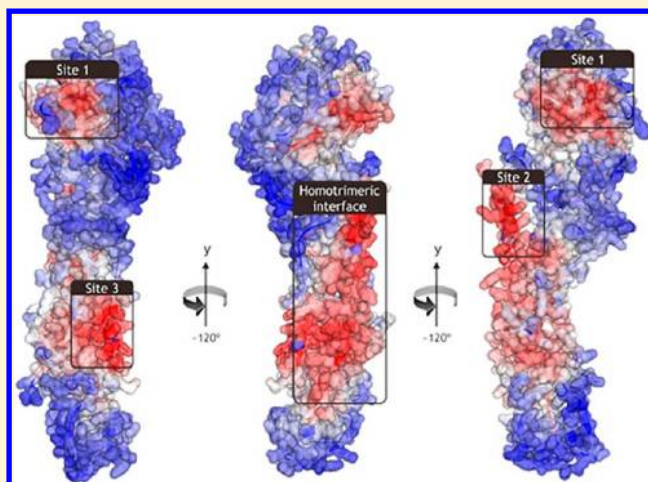 Site 1
Site 1
Site 2
Homotrimeric
interface
y
y
Site 3
-120°
-120°